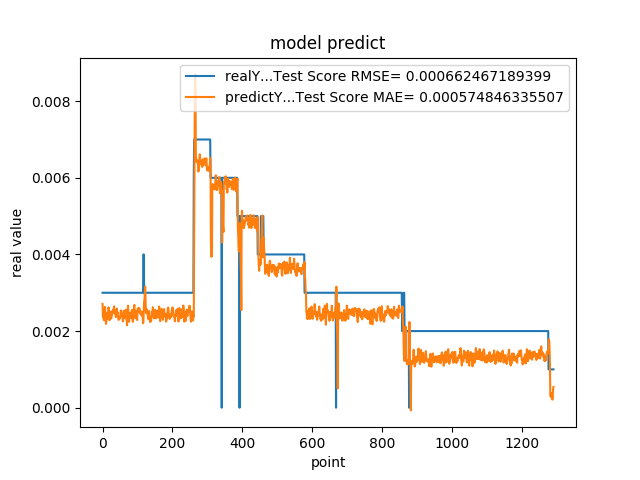 model predict
realY...Test Score RMSE= 0.000662467189399
predictY...Test Score MAE= 0.000574846335507
0.008
0.006
0.004
0.002
0.000
real value
0 200 400 600 800 1000 1200
point